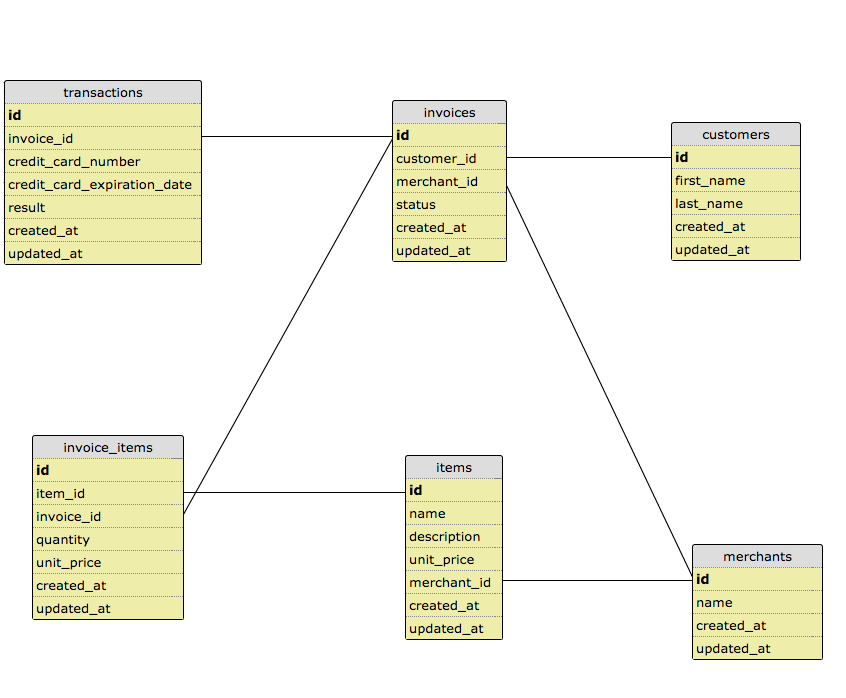 transactions
id
invoice_id
credit_card_number
credit_card_expiration_date
result
created_at
updated_at
invoices
id
customer_id
merchant_id
status
created_at
updated_at
customers
id
first_name
last_name
created_at
updated_at
invoice_items
id
item_id
invoice_id
quantity
unit_price
created_at
updated_at
items
id
name
description
unit_price
merchant_id
created_at
updated_at
merchants
id
name
created_at
updated_at